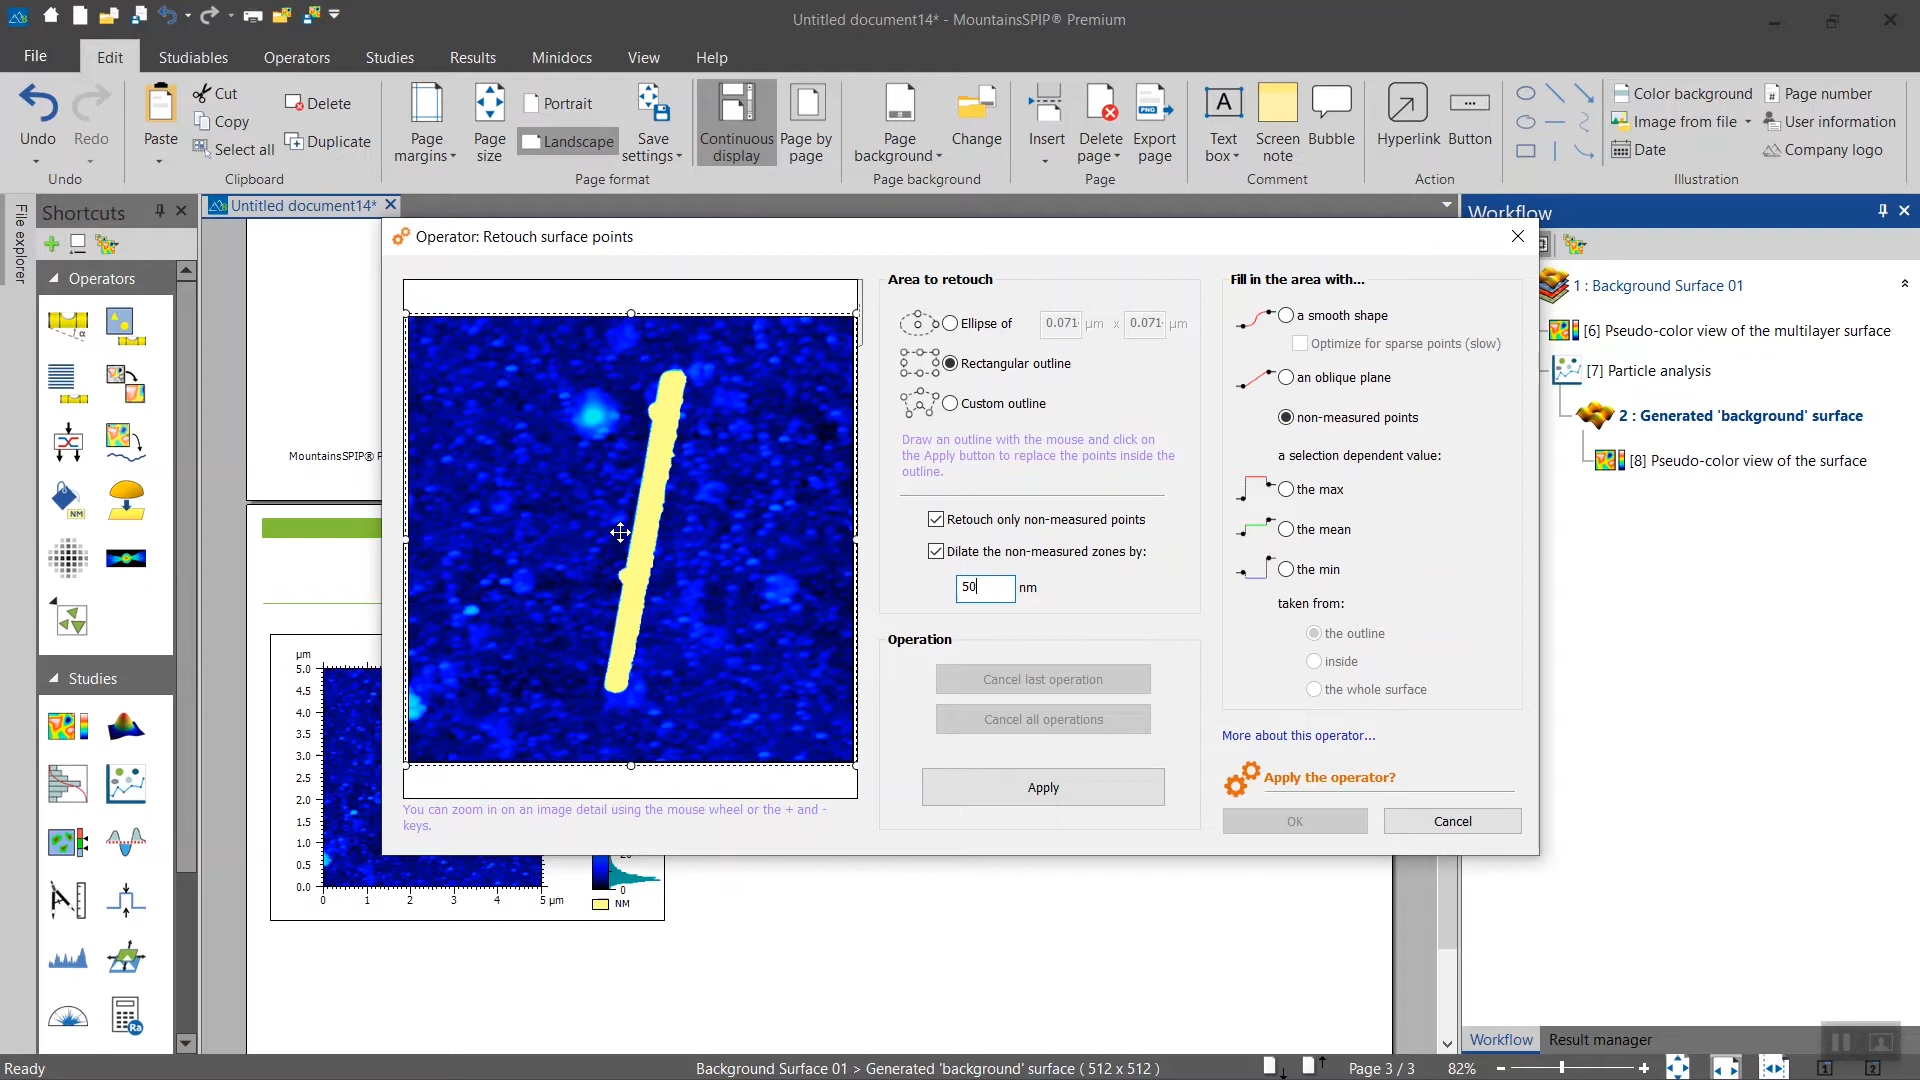 Untitled document14* - MountainsSPIP® Premium
File Edit Studiables Operators Studies Results Minidocs View Help
Undo Redo Paste Cut Copy Select all Delete Duplicate
Page margins Page size Portrait Landscape Save settings
Continuous display Page by page Page background Change
Insert Delete page Export page Text box Screen note Bubble Hyperlink Button
Color background Page number
Image from file User information
Date Company logo
Undo Clipboard Page format Page background Page Comment Action Illustration
File explorer
Shortcuts
Operators
Studies
Untitled document14*
MountainsSPIP® P
µm
5.0
4.5
4.0
3.5
3.0
2.5
2.0
1.5
1.0
0.5
0.0
0 1 2 3 4 5 µm
0
NM
Operator: Retouch surface points
You can zoom in on an image detail using the mouse wheel or the + and -
keys.
Area to retouch
Ellipse of 0.071 µm x 0.071 µm
Rectangular outline
Custom outline
Draw an outline with the mouse and click on
the Apply button to replace the points inside the
outline.
Retouch only non-measured points
Dilate the non-measured zones by:
50 nm
Operation
Cancel last operation
Cancel all operations
Apply
Fill in the area with...
a smooth shape
Optimize for sparse points (slow)
an oblique plane
non-measured points
a selection dependent value:
the max
the mean
the min
taken from:
the outline
inside
the whole surface
More about this operator...
Apply the operator?
OK Cancel
Workflow
1 : Background Surface 01
[6] Pseudo-color view of the multilayer surface
[7] Particle analysis
2 : Generated 'background' surface
[8] Pseudo-color view of the surface
Workflow Result manager
Ready
Background Surface 01 > Generated 'background' surface ( 512 x 512 )
Page 3 / 3
82%